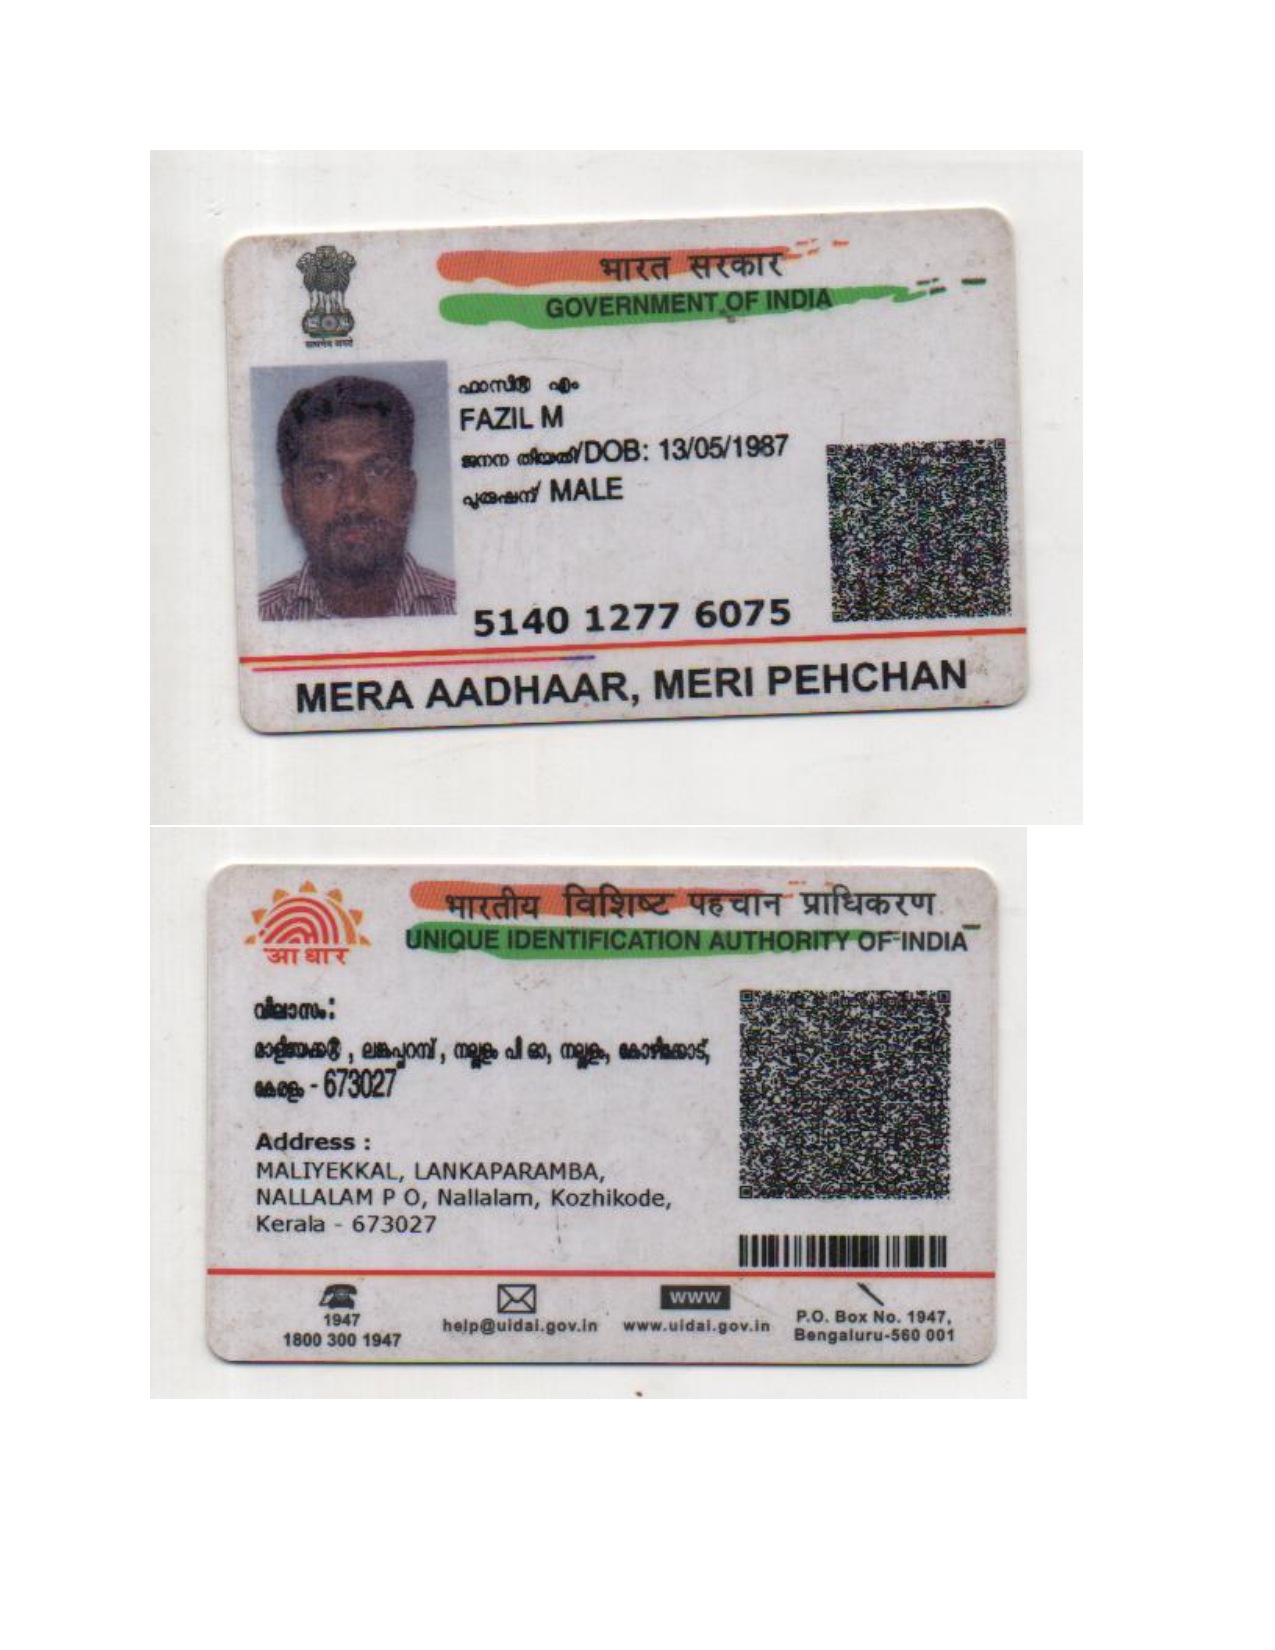 भारत सरकार
GOVERNMENT OF INDIA
सत्यमेव जयते
എം
FAZIL M
ജനന തിയതി/DOB: 13/05/1987
പുരുഷന്/ MALE
5140 1277 6075
MERA AADHAAR, MERI PEHCHAN
भारतीय विशिष्ट पहचान प्राधिकरण
UNIQUE IDENTIFICATION AUTHORITY OF INDIA
आधार
വിലാസം:
ലങ്കപ്പറമ്പ്, നല്ലളം പി ഓ, നല്ലളം, കോഴിക്കോട്,
കേരളം - 673027
Address :
MALIYEKKAL, LANKAPARAMBA,
NALLALAM P O, Nallalam, Kozhikode,
Kerala - 673027
1947
1800 300 1947
help@uidai.gov.in
WWW
www.uidai.gov.in
P.O. Box No. 1947,
Bengaluru-560 001